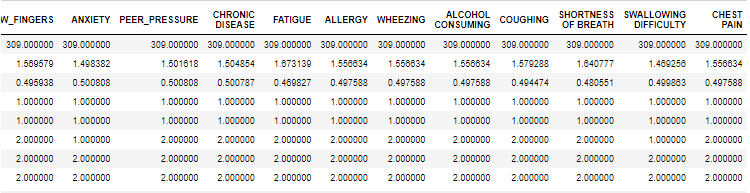 W_FINGERS ANXIETY PEER_PRESSURE CHRONIC DISEASE FATIGUE ALLERGY WHEEZING ALCOHOL CONSUMING COUGHING SHORTNESS OF BREATH SWALLOWING DIFFICULTY CHEST PAIN
309.000000 309.000000 309.000000 309.000000 309.000000 309.000000 309.000000 309.000000 309.000000 309.000000 309.000000 309.000000
1.569579 1.498382 1.501618 1.504854 1.673139 1.556634 1.556634 1.556634 1.579288 1.640777 1.469256 1.556634
0.495938 0.500808 0.500808 0.500787 0.469827 0.497588 0.497588 0.497588 0.494474 0.480551 0.499863 0.497588
1.000000 1.000000 1.000000 1.000000 1.000000 1.000000 1.000000 1.000000 1.000000 1.000000 1.000000 1.000000
1.000000 1.000000 1.000000 1.000000 1.000000 1.000000 1.000000 1.000000 1.000000 1.000000 1.000000 1.000000
2.000000 1.000000 2.000000 2.000000 2.000000 2.000000 2.000000 2.000000 2.000000 2.000000 1.000000 2.000000
2.000000 2.000000 2.000000 2.000000 2.000000 2.000000 2.000000 2.000000 2.000000 2.000000 2.000000 2.000000
2.000000 2.000000 2.000000 2.000000 2.000000 2.000000 2.000000 2.000000 2.000000 2.000000 2.000000 2.000000